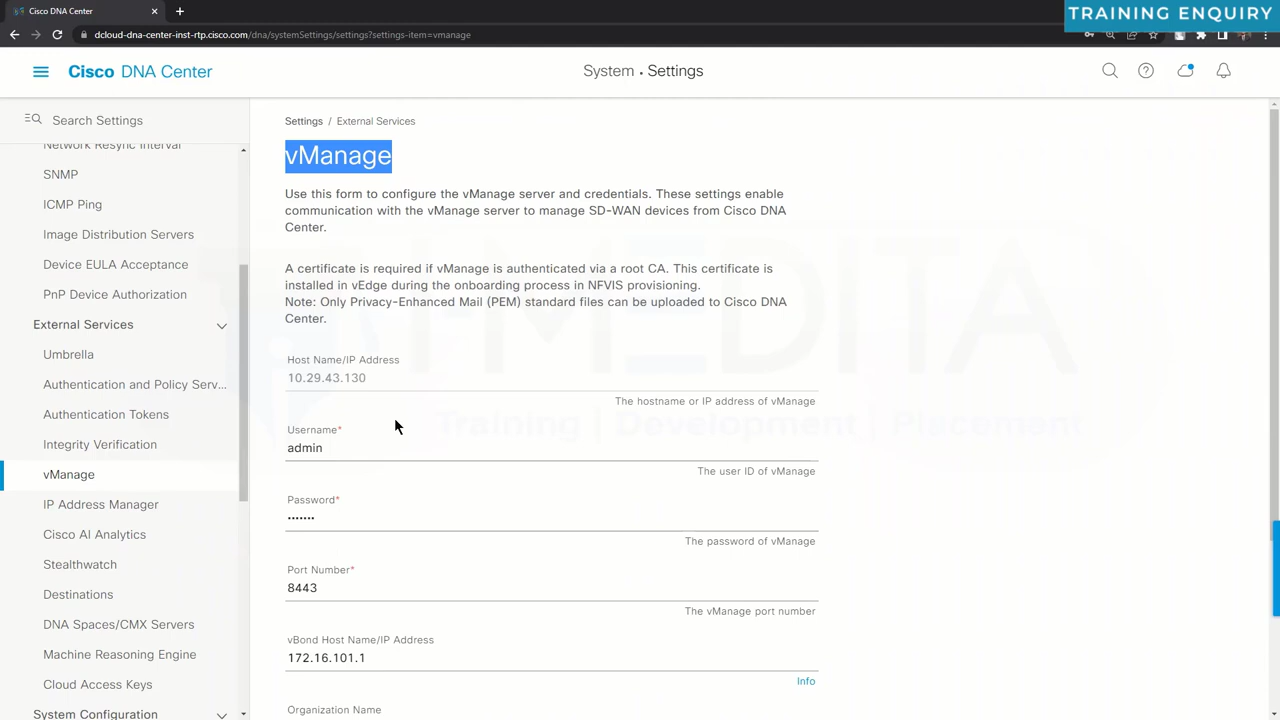 Cisco DNA Center
TRAINING ENQUIRY
dcloud-dna-center-inst-rtp.cisco.com/dna/systemSettings/settings?settings-item=vmanage
Cisco DNA Center
System • Settings
Search Settings
Network Resync Interval
SNMP
ICMP Ping
Image Distribution Servers
Device EULA Acceptance
PnP Device Authorization
External Services
Umbrella
Authentication and Policy Serv...
Authentication Tokens
Integrity Verification
vManage
IP Address Manager
Cisco AI Analytics
Stealthwatch
Destinations
DNA Spaces/CMX Servers
Machine Reasoning Engine
Cloud Access Keys
System Configuration
Settings / External Services
vManage
Use this form to configure the vManage server and credentials. These settings enable
communication with the vManage server to manage SD-WAN devices from Cisco DNA
Center.
A certificate is required if vManage is authenticated via a root CA. This certificate is
installed in vEdge during the onboarding process in NFVIS provisioning.
Note: Only Privacy-Enhanced Mail (PEM) standard files can be uploaded to Cisco DNA
Center.
Host Name/IP Address
10.29.43.130
The hostname or IP address of vManage
Username*
admin
The user ID of vManage
Password*
•••••••
The password of vManage
Port Number*
8443
The vManage port number
vBond Host Name/IP Address
172.16.101.1
Info
Organization Name
IMEDITA
Training | Development | Placement